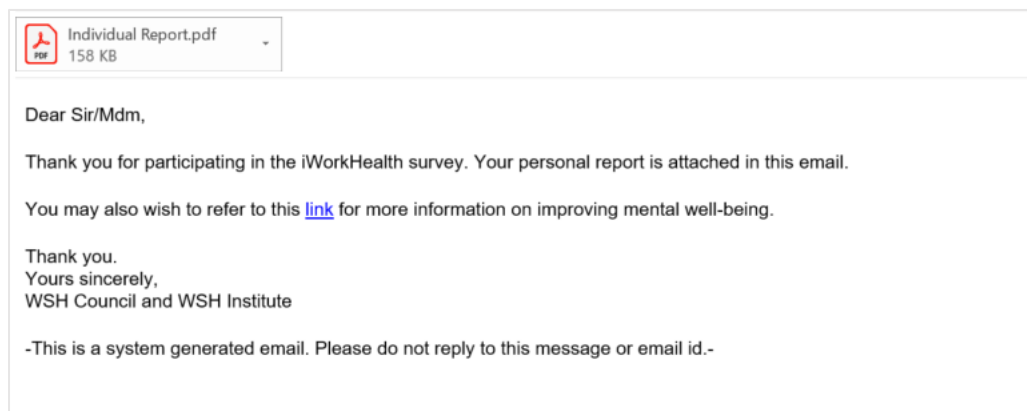 Individual Report.pdf
PDF
158 KB
Dear Sir/Mdm,
Thank you for participating in the iWorkHealth survey. Your personal report is attached in this email.
You may also wish to refer to this link for more information on improving mental well-being.
Thank you.
Yours sincerely,
WSH Council and WSH Institute
-This is a system generated email. Please do not reply to this message or email id.-